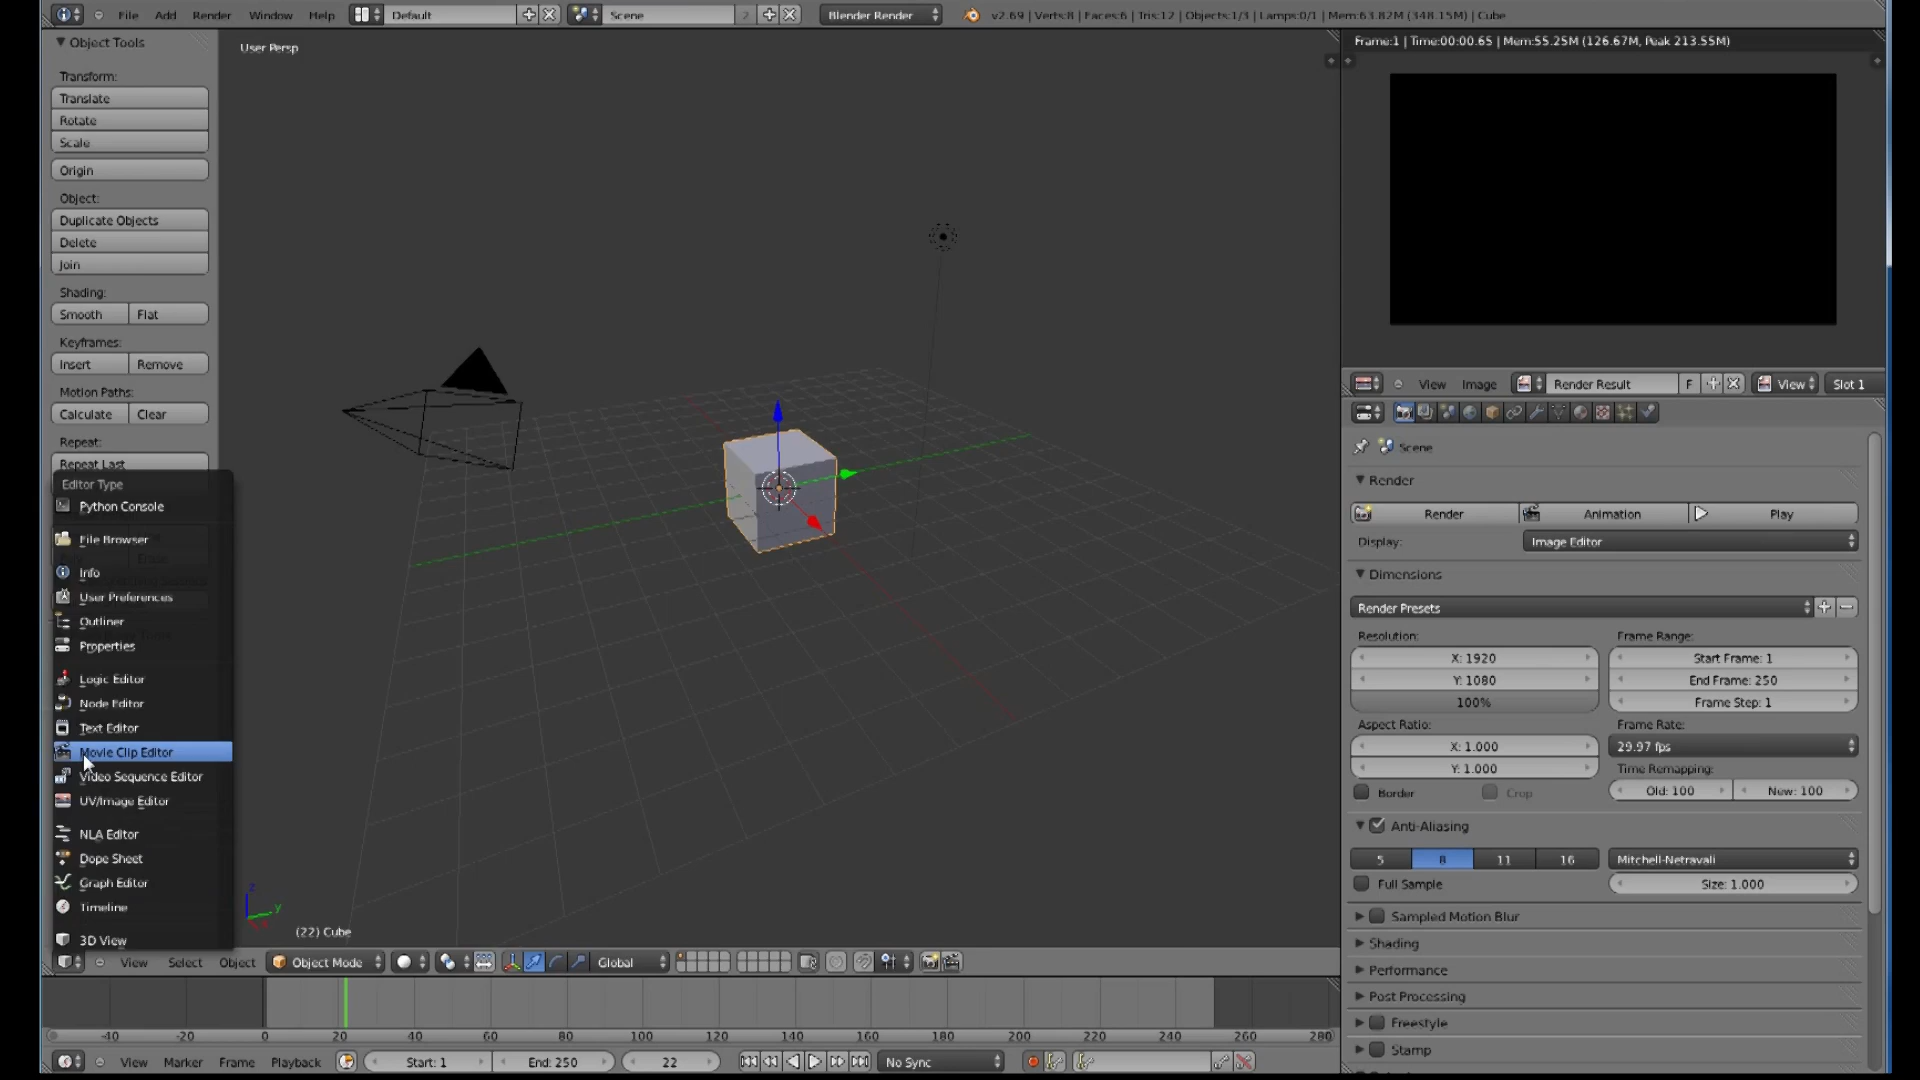 File Add Render Window Help Default Scene 2 Blender Render v2.69 | Verts:8 | Faces:6 | Tris:12 | Objects:1/3 | Lamps:0/1 | Mem:63.82M (348.15M) | Cube
Object Tools
Transform:
Translate
Rotate
Scale
Origin
Object:
Duplicate Objects
Delete
Join
Shading:
Smooth Flat
Keyframes:
Insert Remove
Motion Paths:
Calculate Clear
Repeat:
Repeat Last
Editor Type
Python Console
File Browser
Info
User Preferences
Outliner
Properties
Logic Editor
Node Editor
Text Editor
Movie Clip Editor
Video Sequence Editor
UV/Image Editor
NLA Editor
Dope Sheet
Graph Editor
Timeline
3D View
User Persp
z
y
(22) Cube
View Select Object Object Mode Global
-40 -20 0 20 40 60 80 100 120 140 160 180 200 220 240 260 280
View Marker Frame Playback Start: 1 End: 250 22 No Sync
Frame:1 | Time:00:00.65 | Mem:55.25M (126.67M, Peak 213.55M)
View Image Render Result F View Slot 1
Scene
Render
Render Animation Play
Display: Image Editor
Dimensions
Render Presets
Resolution: Frame Range:
X: 1920 Start Frame: 1
Y: 1080 End Frame: 250
100% Frame Step: 1
Aspect Ratio: Frame Rate:
X: 1.000 29.97 fps
Y: 1.000 Time Remapping:
Border Crop Old: 100 New: 100
Anti-Aliasing
5 8 11 16 Mitchell-Netravali
Full Sample Size: 1.000
Sampled Motion Blur
Shading
Performance
Post Processing
Freestyle
Stamp